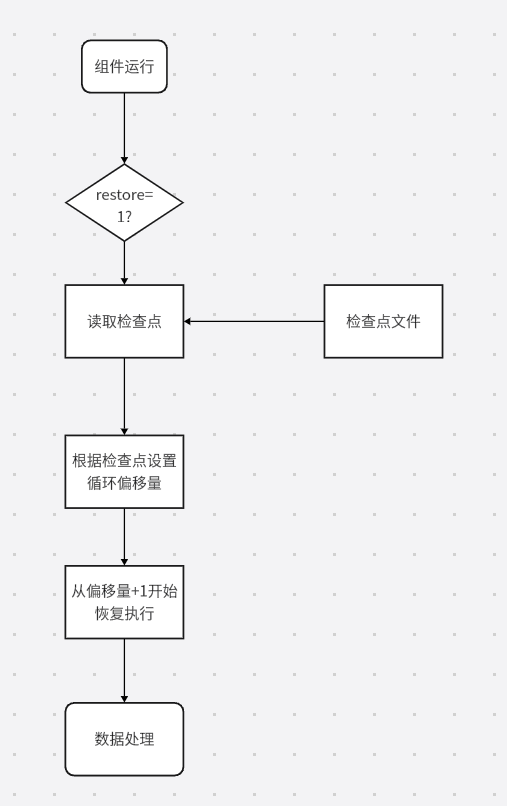 组件运行
restore=
1?
读取检查点
检查点文件
根据检查点设置
循环偏移量
从偏移量+1开始
恢复执行
数据处理